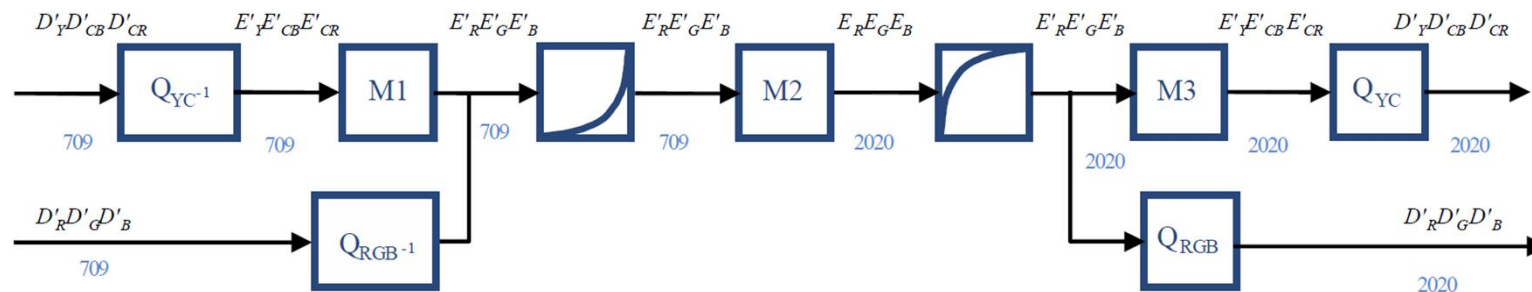 D'YD'CBD'CR E'YE'CBE'CR E'RE'GE'B E'RE'GE'B EREGEB E'RE'GE'B E'YE'CBE'CR D'YD'CBD'CR
QYC-1 M1 M2 M3 QYC
709 709 709 709 2020 2020 2020 2020
D'RD'GD'B D'RD'GD'B
QRGB-1 QRGB
709 2020